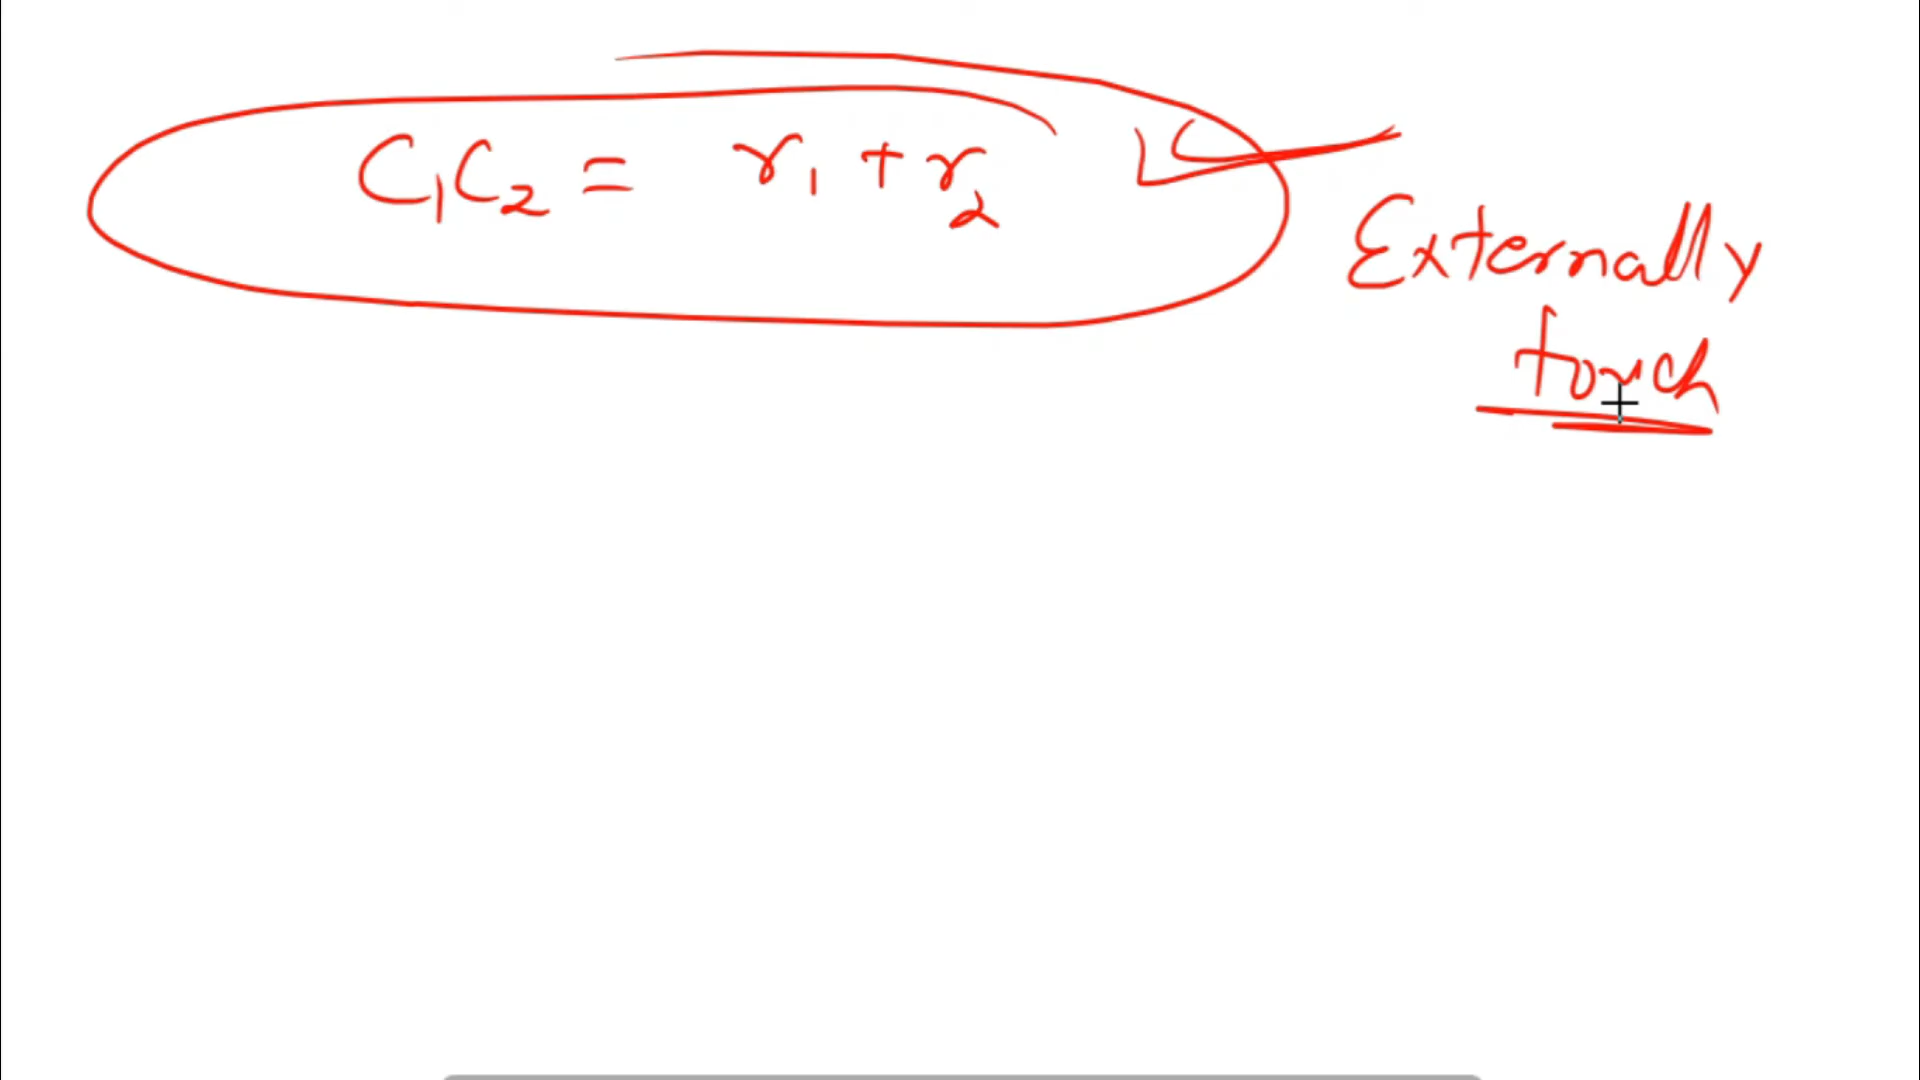 C₁C₂ = r₁ + r₂
Externally
touch